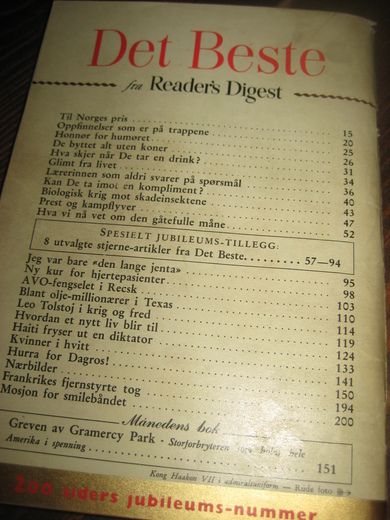 Det Beste
fra Reader's Digest
Til Norges pris 15
Oppfinnelser som er på trappene 20
Honnør for humøret 25
De byttet alt uten koner 26
Hva skjer når De tar en drink? 31
Glimt fra livet 34
Lærerinnen som aldri svarer på spørsmål 36
Kan De ta imot en kompliment? 40
Biologisk krig mot skadeinsektene 43
Prest og kampflyver 47
Hva vi nå vet om den gåtefulle måne 52
SPESIELT JUBILEUMS-TILLEGG:
8 utvalgte stjerne-artikler fra Det Beste 57—94
Jeg var bare «den lange jenta» 95
Ny kur for hjertepasienter 98
AVO-fengselet i Recsk 103
Blant olje-millionærer i Texas 110
Leo Tolstoj i krig og fred 114
Hvordan et nytt liv blir til 119
Haiti fryser ut en diktator 124
Kvinner i hvitt 133
Hurra for Dagros! 141
Nærbilder 150
Frankrikes fjernstyrte tog 194
Mosjon for smilebåndet 200
Månedens bok
Greven av Gramercy Park - Storforbryteren som holdt hele
Amerika i spenning 151
Kong Haakon VII i admiralsuniform — Rude foto
200 siders jubileums-nummer